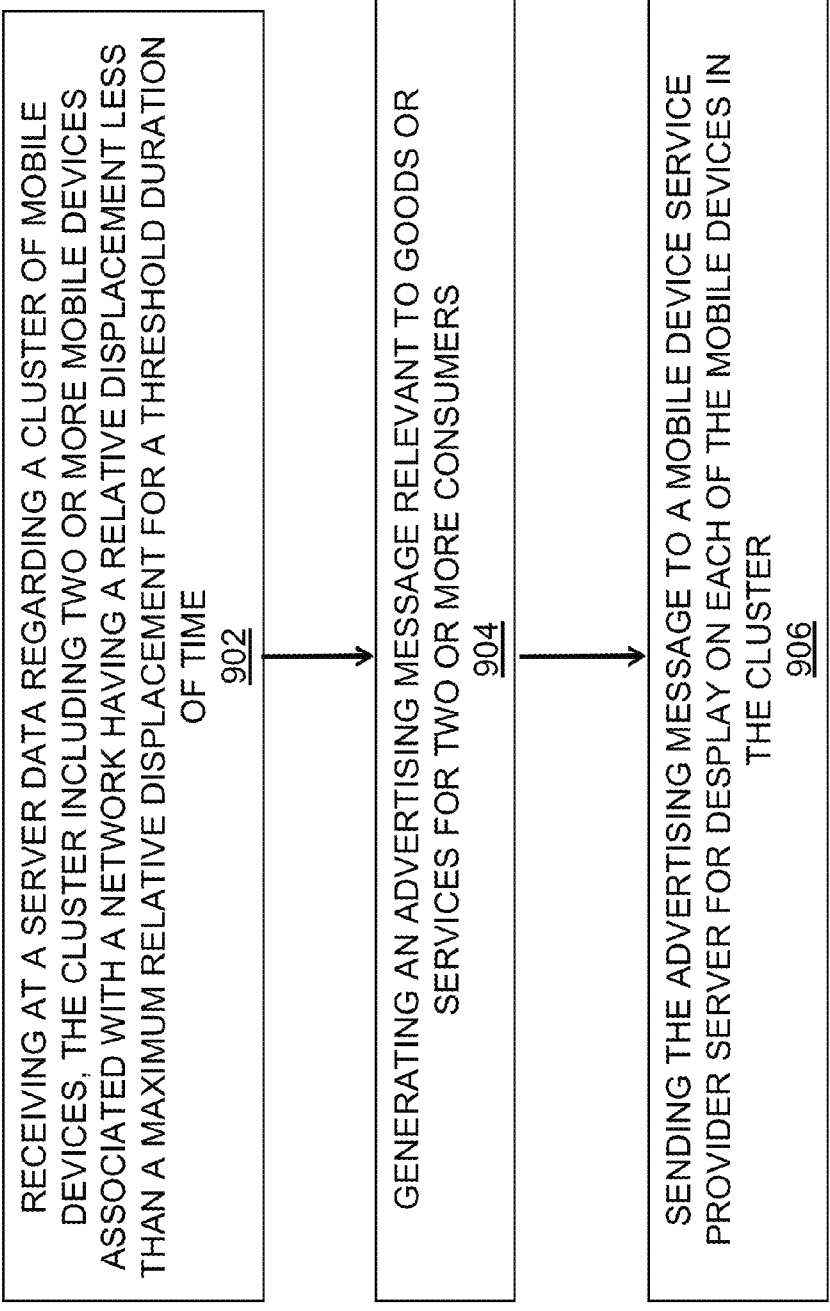 RECEIVING AT A SERVER DATA REGARDING A CLUSTER OF MOBILE
DEVICES, THE CLUSTER INCLUDING TWO OR MORE MOBILE DEVICES
ASSOCIATED WITH A NETWORK HAVING A RELATIVE DISPLACEMENT LESS
THAN A MAXIMUM RELATIVE DISPLACEMENT FOR A THRESHOLD DURATION
OF TIME
902
GENERATING AN ADVERTISING MESSAGE RELEVANT TO GOODS OR
SERVICES FOR TWO OR MORE CONSUMERS
904
SENDING THE ADVERTISING MESSAGE TO A MOBILE DEVICE SERVICE
PROVIDER SERVER FOR DESPLAY ON EACH OF THE MOBILE DEVICES IN
THE CLUSTER
906